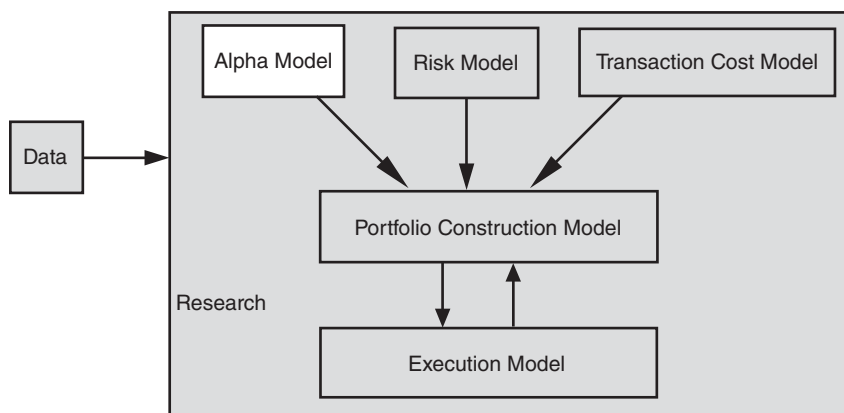 Alpha Model
Risk Model
Transaction Cost Model
Data
Portfolio Construction Model
Research
Execution Model